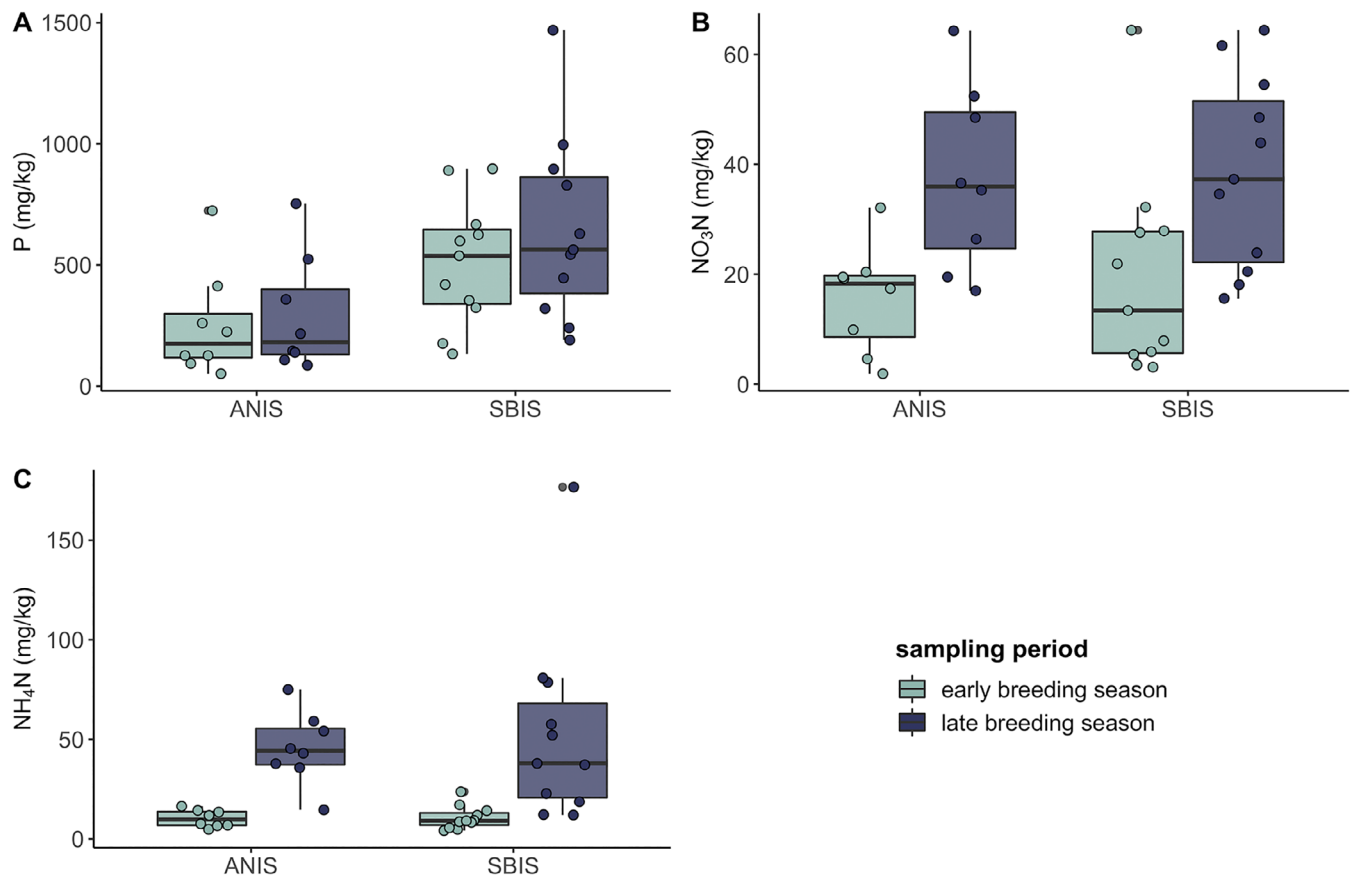 A
P (mg/kg)
1500
1000
500
0
ANIS SBIS
B
NO3N (mg/kg)
60
40
20
0
ANIS SBIS
C
NH4N (mg/kg)
150
100
50
0
ANIS SBIS
sampling period
early breeding season
late breeding season